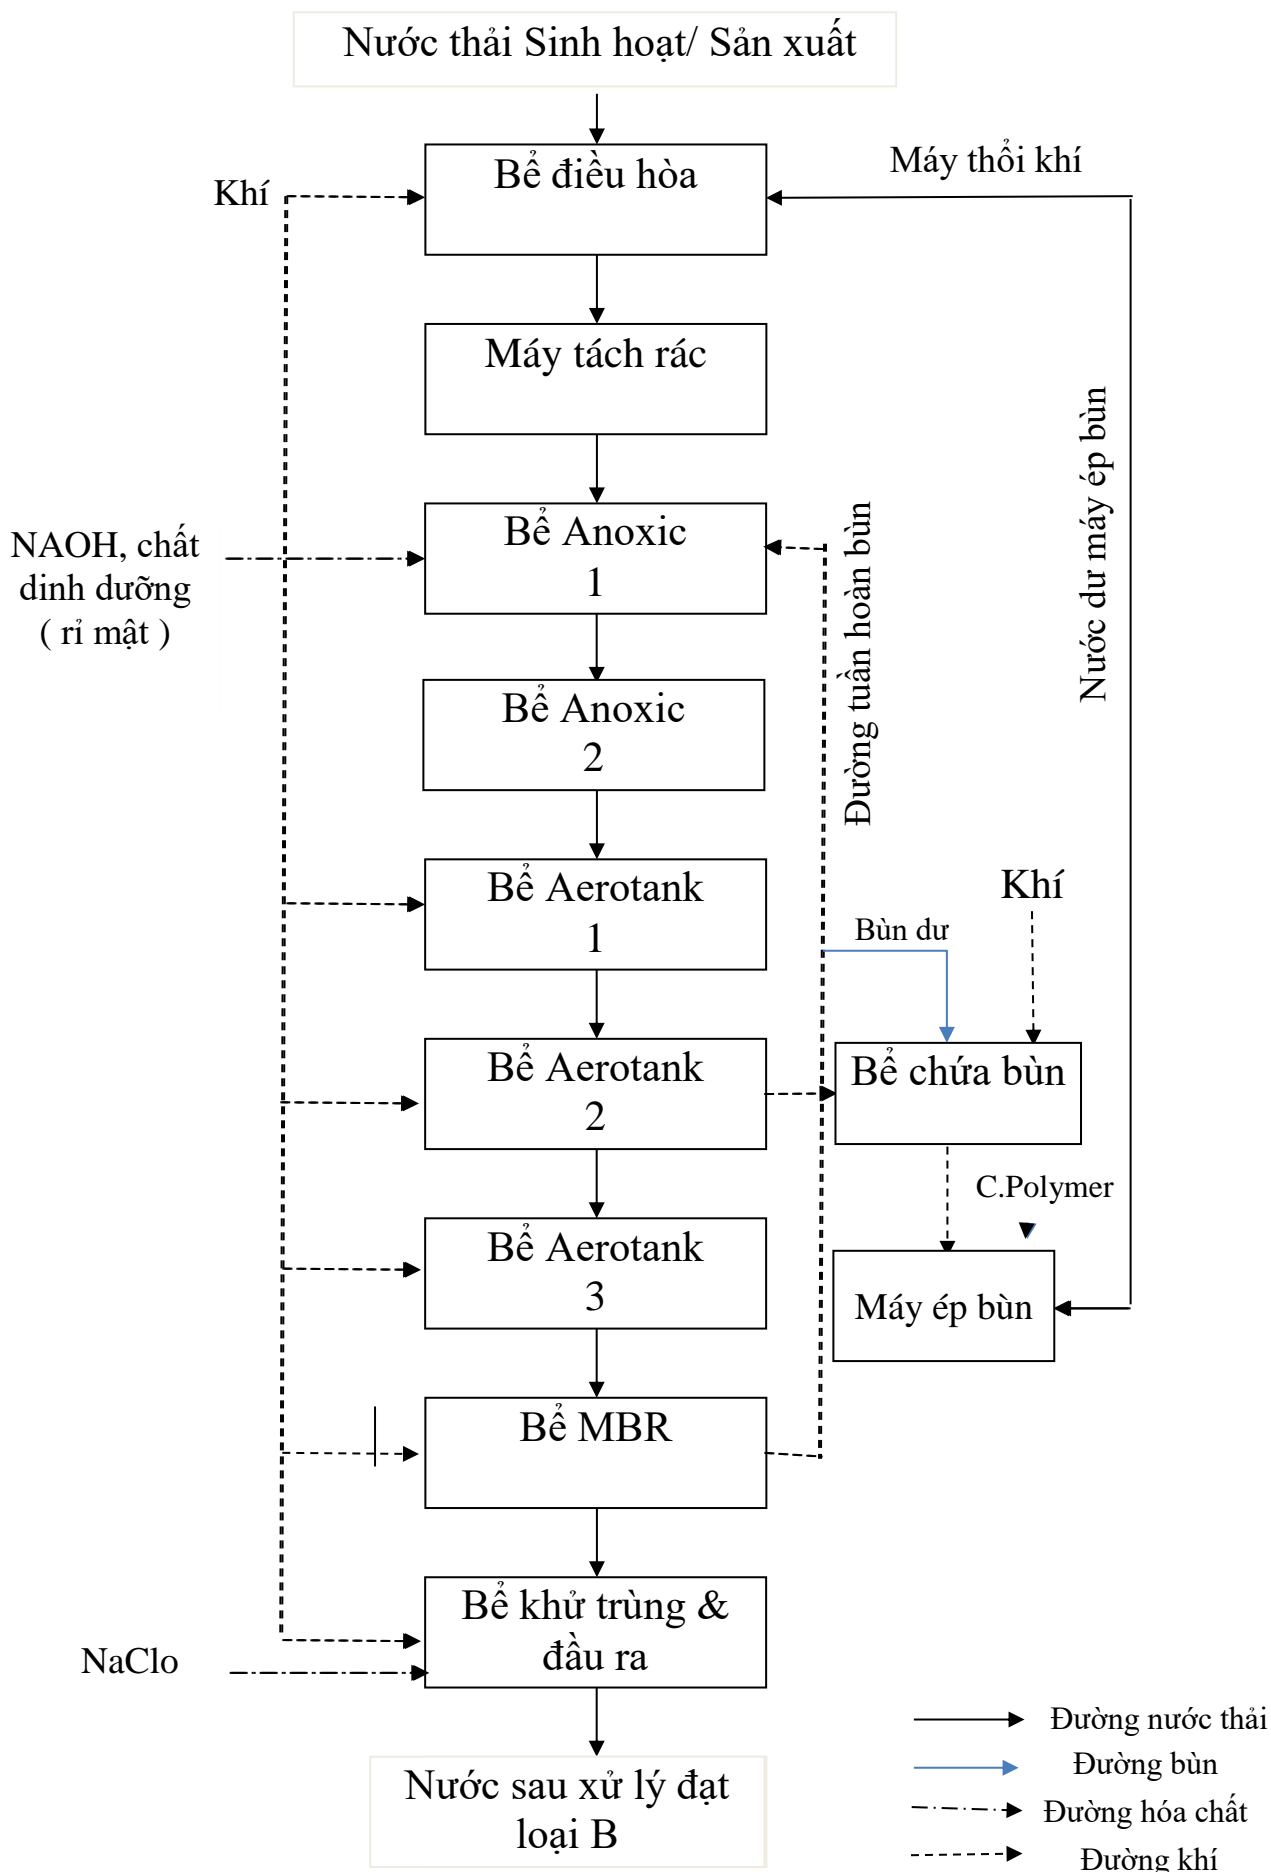 Nước thải Sinh hoạt/ Sản xuất
Bể điều hòa
Máy thổi khí
Khí
Máy tách rác
Nước dư máy ép bùn
Bể Anoxic
1
NAOH, chất
dinh dưỡng
( rỉ mật )
Đường tuần hoàn bùn
Bể Anoxic
2
Bể Aerotank
1
Khí
Bùn dư
Bể Aerotank
2
Bể chứa bùn
C.Polymer
Bể Aerotank
3
Máy ép bùn
Bể MBR
Bể khử trùng &
đầu ra
NaClo
Nước sau xử lý đạt
loại B
Đường nước thải
Đường bùn
Đường hóa chất
Đường khí